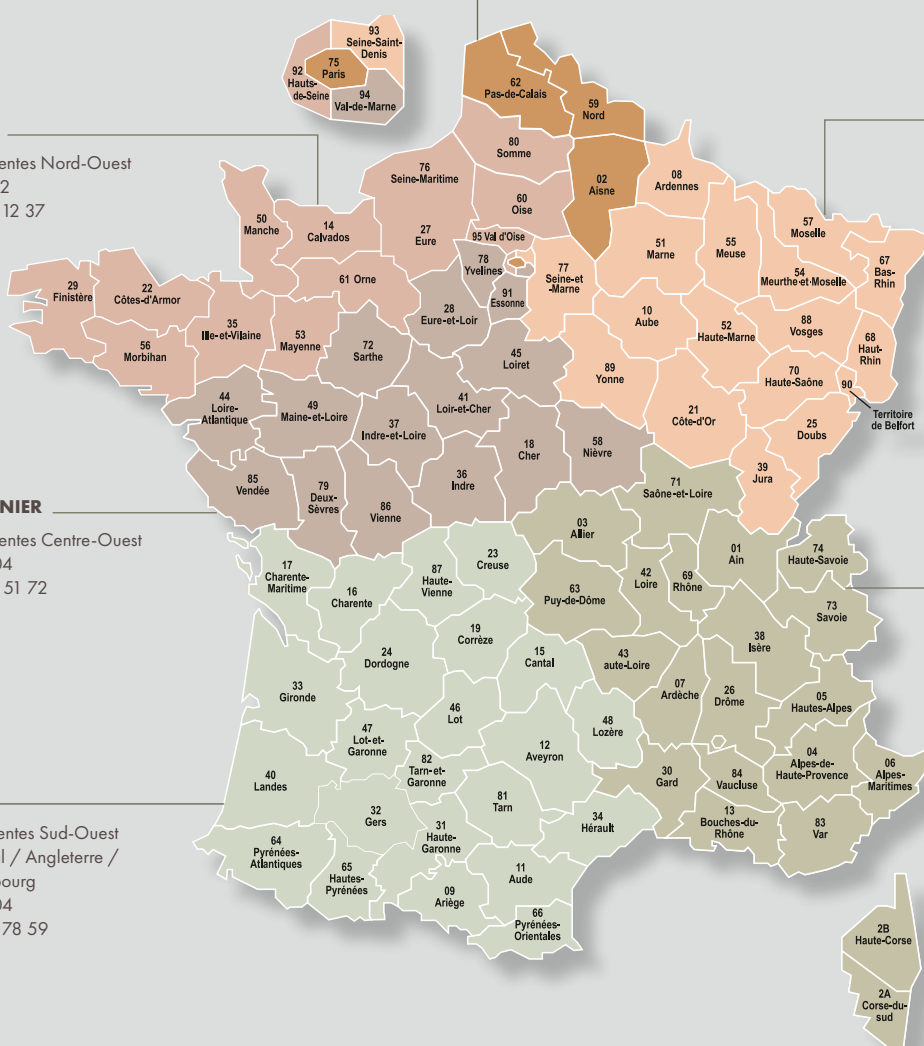 93
Seine-Saint-
Denis
75
Paris
92
Hauts-
de-Seine
94
Val-de-Marne
62
Pas-de-Calais
59
Nord
80
Somme
02
Aisne
08
Ardennes
76
Seine-Maritime
60
Oise
entes Nord-Ouest
2
12 37
50
Manche
14
Calvados
27
Eure
95 Val d'Oise
78
Yvelines
91
Essonne
77
Seine-et
-Marne
51
Marne
55
Meuse
57
Moselle
54
Meurthe-et-Moselle
67
Bas-
Rhin
29
Finistère
22
Côtes-d'Armor
61 Orne
28
Eure-et-Loir
10
Aube
52
Haute-Marne
88
Vosges
68
Haut-
Rhin
56
Morbihan
35
Ille-et-Vilaine
53
Mayenne
72
Sarthe
45
Loiret
89
Yonne
70
Haute-Saône
90
Territoire
de Belfort
44
Loire-
Atlantique
49
Maine-et-Loire
37
Indre-et-Loire
41
Loir-et-Cher
18
Cher
58
Nièvre
21
Côte-d'Or
25
Doubs
39
Jura
85
Vendée
79
Deux-
Sèvres
86
Vienne
36
Indre
71
Saône-et-Loire
NIER
entes Centre-Ouest
04
51 72
17
Charente-
Maritime
16
Charente
87
Haute-
Vienne
23
Creuse
03
Allier
63
Puy-de-Dôme
42
Loire
69
Rhône
01
Ain
74
Haute-Savoie
73
Savoie
24
Dordogne
19
Corrèze
15
Cantal
43
aute-Loire
38
Isère
33
Gironde
46
Lot
48
Lozère
07
Ardèche
26
Drôme
05
Hautes-Alpes
47
Lot-et-
Garonne
82
Tarn-et-
Garonne
12
Aveyron
30
Gard
84
Vaucluse
04
Alpes-de-
Haute-Provence
06
Alpes-
Maritimes
40
Landes
32
Gers
81
Tarn
34
Hérault
13
Bouches-du-
Rhône
83
Var
entes Sud-Ouest
l / Angleterre /
ourg
04
78 59
64
Pyrénées-
Atlantiques
65
Hautes-
Pyrénées
31
Haute-
Garonne
09
Ariège
11
Aude
66
Pyrénées-
Orientales
2B
Haute-Corse
2A
Corse-du-
sud